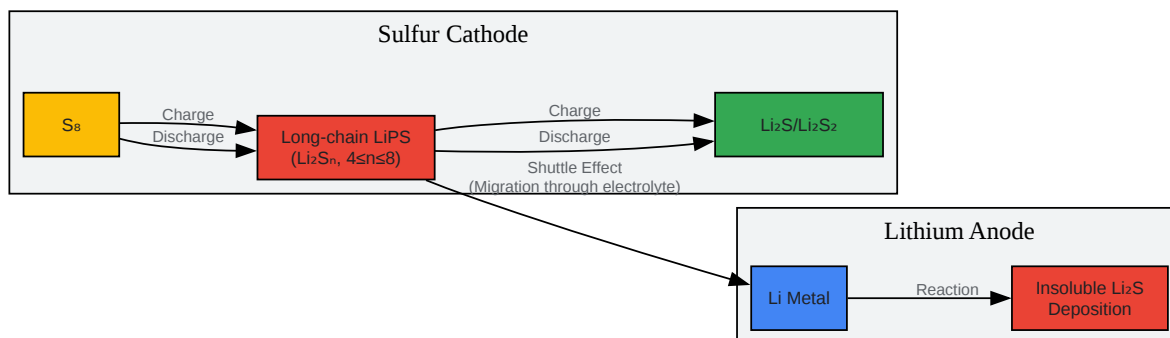 Sulfur Cathode
S₈
Charge
Discharge
Long-chain LiPS
(Li₂Sₙ, 4≤n≤8)
Charge
Discharge
Li₂S/Li₂S₂
Shuttle Effect
(Migration through electrolyte)
Lithium Anode
Li Metal
Reaction
Insoluble Li₂S
Deposition